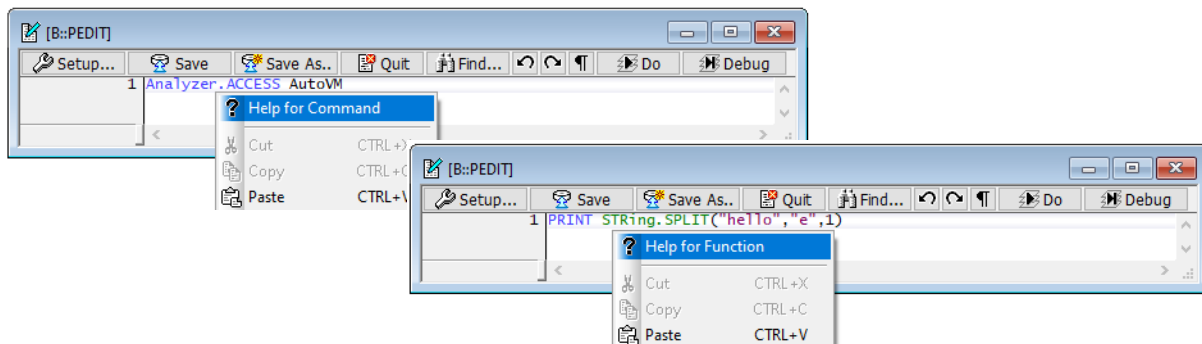 [B::PEDIT]
Setup... Save Save As.. Quit Find... ¶ Do Debug
1 Analyzer.ACCESS AutoVM
? Help for Command
Cut CTRL+X
Copy CTRL+C
Paste CTRL+V
[B::PEDIT]
Setup... Save Save As.. Quit Find... ¶ Do Debug
1 PRINT STRing.SPLIT("hello","e",1)
? Help for Function
Cut CTRL+X
Copy CTRL+C
Paste CTRL+V